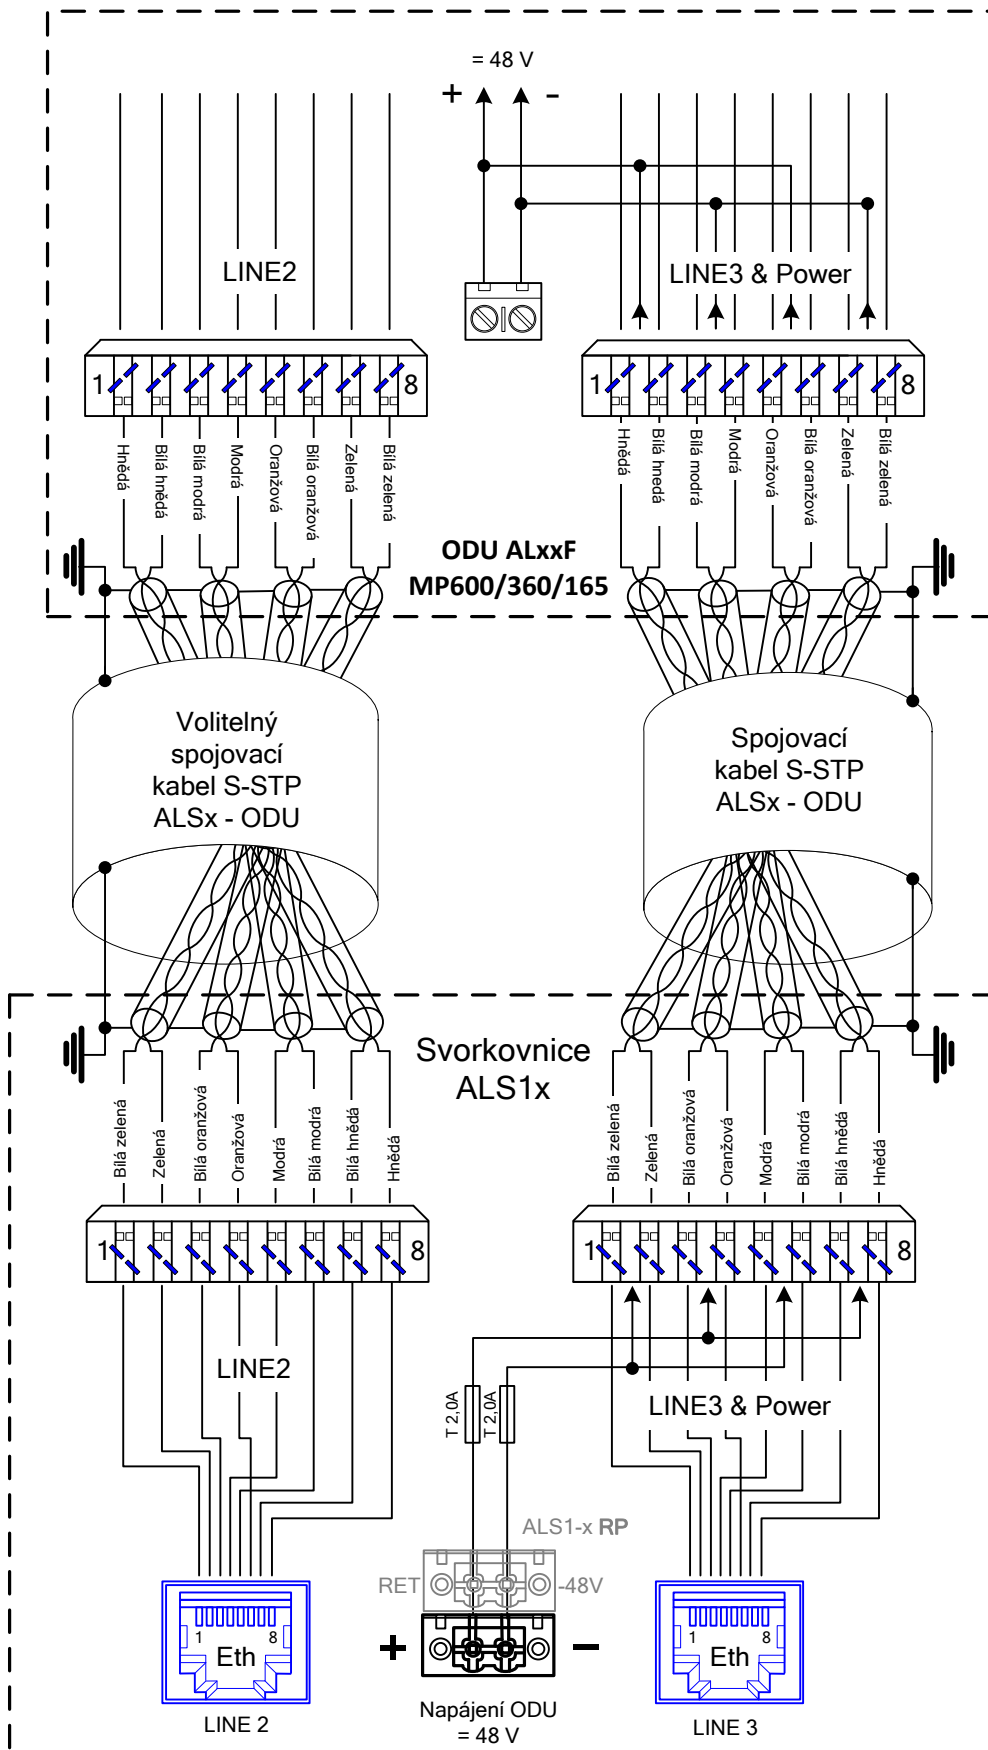 = 48 V
+ -
LINE2
LINE3 & Power
1 8
1 8
Hnědá
Bílá hnědá
Bílá modrá
Modrá
Oranžová
Bílá oranžová
Zelená
Bílá zelená
Hnědá
Bílá hnedá
Bílá modrá
Modrá
Oranžová
Bílá oranžová
Zelená
Bílá zelená
ODU ALxxF
MP600/360/165
Volitelný
spojovací
kabel S-STP
ALSx - ODU
Spojovací
kabel S-STP
ALSx - ODU
Svorkovnice
ALS1x
Bílá zelená
Zelená
Bílá oranžová
Oranžová
Modrá
Bílá modrá
Bílá hnědá
Hnědá
Bílá zelená
Zelená
Bílá oranžová
Oranžová
Modrá
Bílá modrá
Bílá hnědá
Hnědá
1 8
1 8
LINE2
T 2,0A
T 2,0A
LINE3 & Power
ALS1-x RP
RET
-48V
1 8
Eth
LINE 2
+ −
Napájení ODU
= 48 V
1 8
Eth
LINE 3